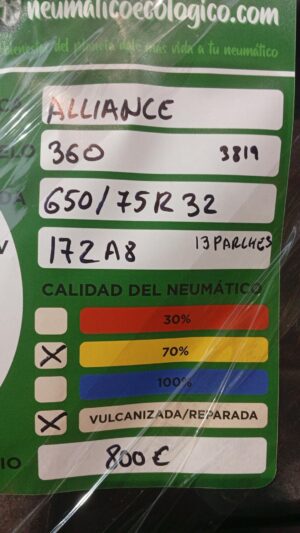 neumaticoecologico.com
del planeta dale más vida a tu neumático
ALLIANCE
360 3819
650/75R32
172A8 13 PARCHES
CALIDAD DEL NEUMÁTICO
30%
X 70%
100%
X VULCANIZADA/REPARADA
IO 800 €